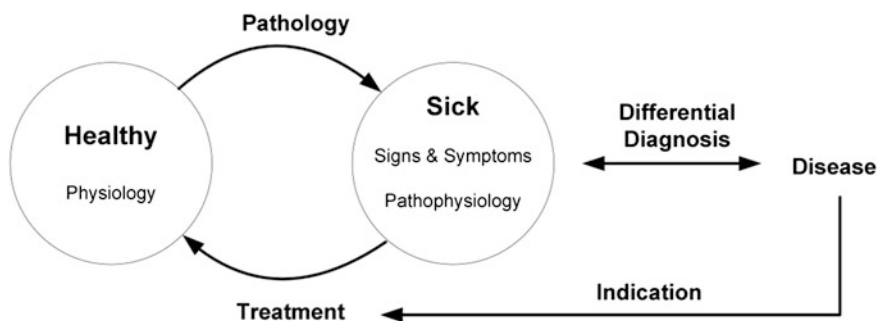 Pathology
Healthy
Physiology
Sick
Signs & Symptoms
Pathophysiology
Differential
Diagnosis
Disease
Indication
Treatment